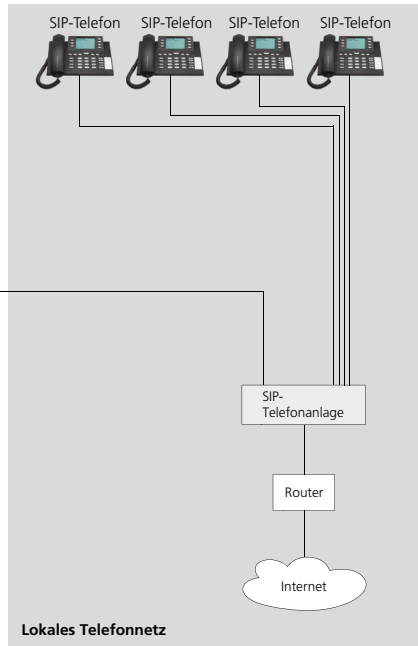 SIP-Telefon SIP-Telefon SIP-Telefon SIP-Telefon
SIP-
Telefonanlage
Router
Internet
Lokales Telefonnetz